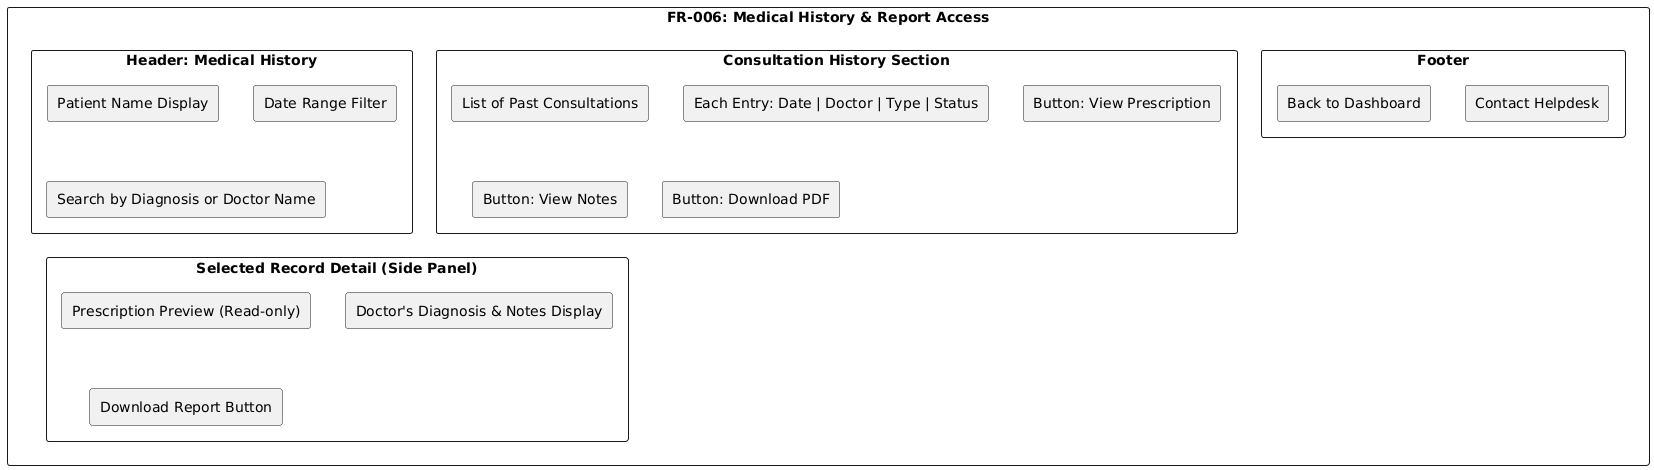 FR-006: Medical History & Report Access
Header: Medical History
Patient Name Display
Date Range Filter
Search by Diagnosis or Doctor Name
Consultation History Section
List of Past Consultations
Each Entry: Date | Doctor | Type | Status
Button: View Prescription
Button: View Notes
Button: Download PDF
Footer
Back to Dashboard
Contact Helpdesk
Selected Record Detail (Side Panel)
Prescription Preview (Read-only)
Doctor's Diagnosis & Notes Display
Download Report Button